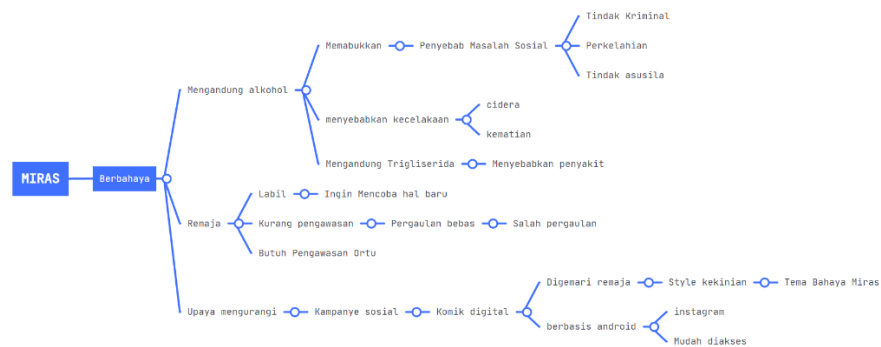 MIRAS
Berbahaya
Mengandung alkohol
Memabukkan
Penyebab Masalah Sosial
Tindak Kriminal
Perkelahian
Tindak asusila
menyebabkan kecelakaan
cidera
kematian
Mengandung Trigliserida
Menyebabkan penyakit
Remaja
Labil
Ingin Mencoba hal baru
Kurang pengawasan
Pergaulan bebas
Salah pergaulan
Butuh Pengawasan Ortu
Upaya mengurangi
Kampanye sosial
Komik digital
Digemari remaja
Style kekinian
Tema Bahaya Miras
berbasis android
instagram
Mudah diakses